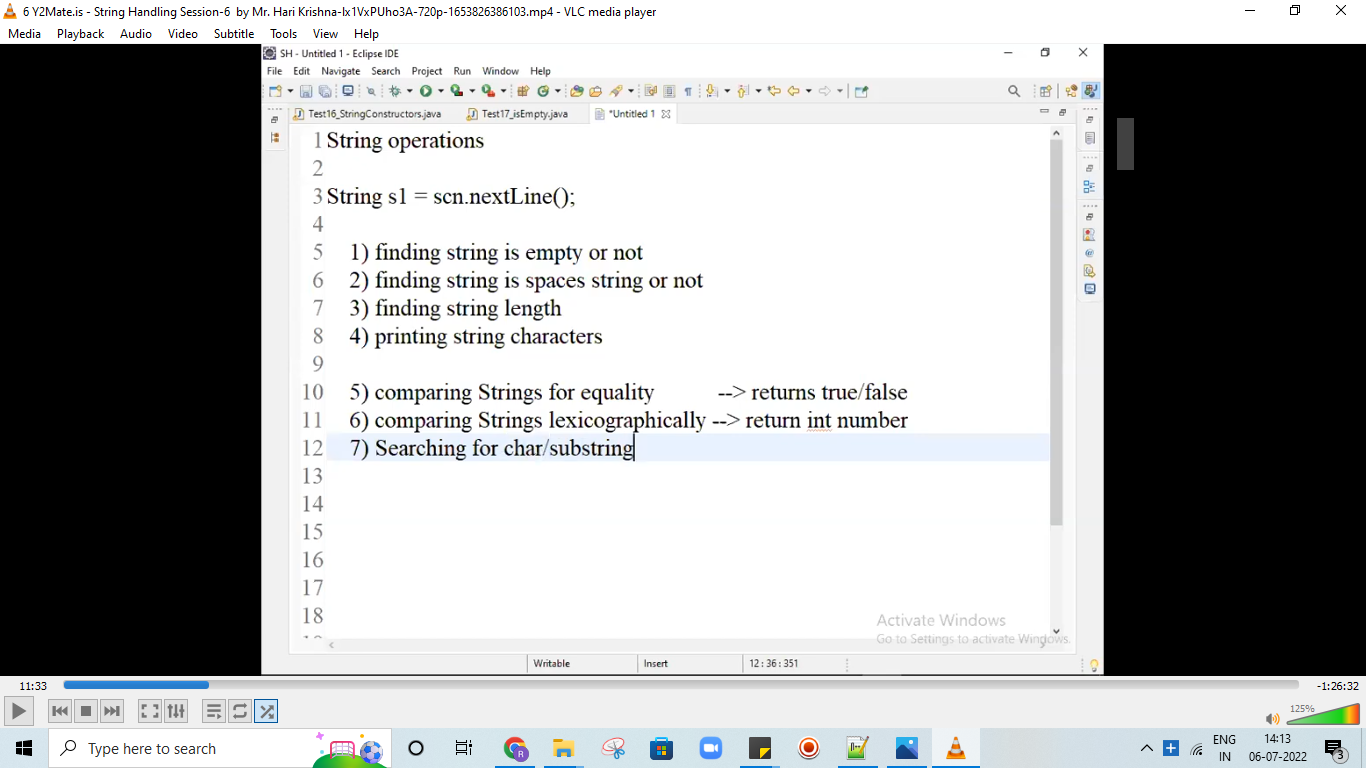 6 Y2Mate.is - String Handling Session-6  by Mr. Hari Krishna-Ix1VxPUho3A-720p-1653826386103.mp4 - VLC media player
Media Playback Audio Video Subtitle Tools View Help
SH - Untitled 1 - Eclipse IDE
File Edit Navigate Search Project Run Window Help
Test16_StringConstructors.java Test17_isEmpty.java *Untitled 1
1 String operations
2
3 String s1 = scn.nextLine();
4
5 1) finding string is empty or not
6 2) finding string is spaces string or not
7 3) finding string length
8 4) printing string characters
9
10 5) comparing Strings for equality --> returns true/false
11 6) comparing Strings lexicographically --> return int number
12 7) Searching for char/substring
13
14
15
16
17
18
Activate Windows
Go to Settings to activate Windows.
Writable Insert 12 : 36 : 351
11:33 -1:26:32
125%
Type here to search
ENG 14:13
IN 06-07-2022
3